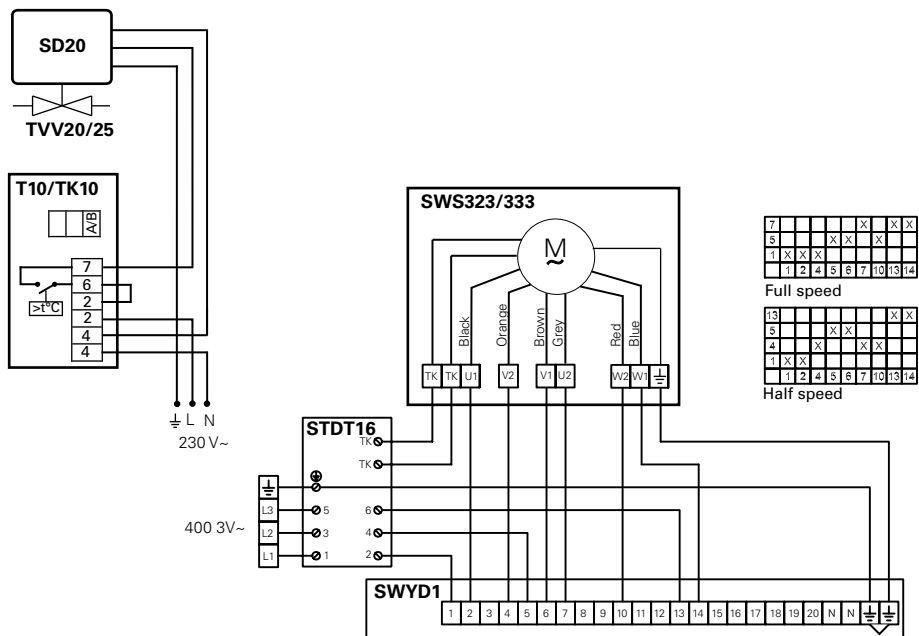 SD20
TVV20/25
T10/TK10
A/B
7
6
2
2
4
4
>t°C
L N
230 V~
SWS323/333
M
~
Black
Orange
Brown
Grey
Red
Blue
TK TK U1 V2 V1 U2 W2 W1
7 X X X
5 X X X
1 X X X
1 2 4 5 6 7 10 13 14
Full speed
13 X X
5 X X
4 X X X
1 X X
1 2 4 5 6 7 10 13 14
Half speed
STDT16
TK
TK
L3 5 6
400 3V~
L2 3 4
L1 1 2
SWYD1
1 2 3 4 5 6 7 8 9 10 11 12 13 14 15 16 17 18 19 20 N N